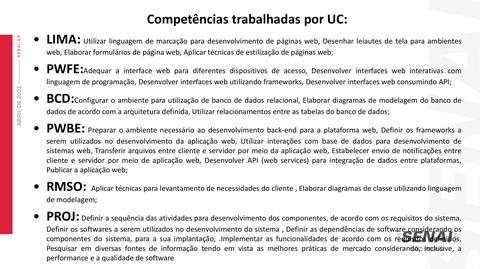 Competências trabalhadas por UC:
• LIMA: Utilizar linguagem de marcação para desenvolvimento de páginas web, Desenhar leiautes de tela para ambientes
web, Elaborar formulários de página web, Aplicar técnicas de estilização de páginas web;
• PWFE:Adequar a interface web para diferentes dispositivos de acesso, Desenvolver interfaces web interativas com
linguagem de programação, Desenvolver interfaces web utilizando frameworks, Desenvolver interfaces web consumindo API;
• BCD:Configurar o ambiente para utilização de banco de dados relacional, Elaborar diagramas de modelagem do banco de
dados de acordo com a arquitetura definida, Utilizar relacionamentos entre as tabelas do banco de dados;
• PWBE: Preparar o ambiente necessário ao desenvolvimento back-end para a plataforma web, Definir os frameworks a
serem utilizados no desenvolvimento da aplicação web, Utilizar interações com base de dados para desenvolvimento de
sistemas web, Transferir arquivos entre cliente e servidor por meio da aplicação web, Estabelecer envio de notificações entre
cliente e servidor por meio de aplicação web, Desenvolver API (web services) para integração de dados entre plataformas,
Publicar a aplicação web;
• RMSO: Aplicar técnicas para levantamento de necessidades do cliente , Elaborar diagramas de classe utilizando linguagem
de modelagem;
• PROJ: Definir a sequência das atividades para desenvolvimento dos componentes, de acordo com os requisitos do sistema,
Definir os softwares a serem utilizados no desenvolvimento do sistema , Definir as dependências de software considerando os
componentes do sistema, para a sua implantação, .Implementar as funcionalidades de acordo com os requisitos definidos,
Pesquisar em diversas fontes de informação tendo em vista as melhores práticas de mercado considerando, inclusive, a
performance e a qualidade de software
ABRIL DE 2022
SENAI-SP
SENAI